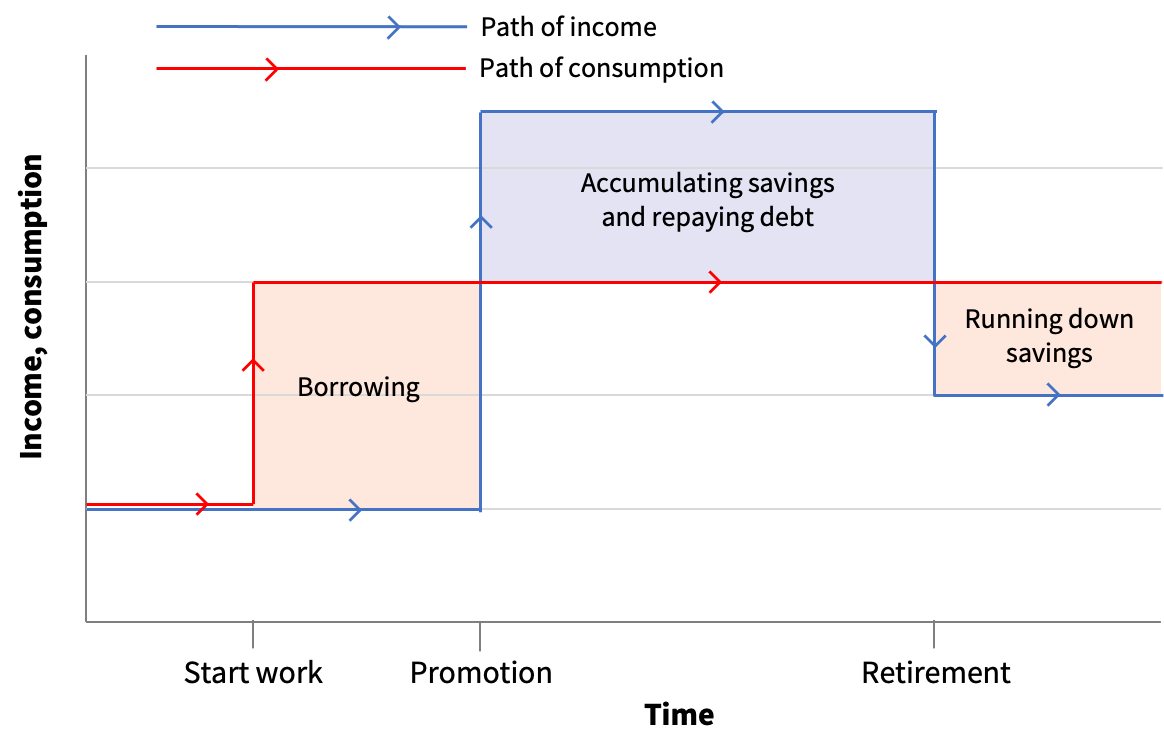 Path of income
Path of consumption
Income, consumption
Accumulating savings
and repaying debt
Borrowing
Running down
savings
Start work
Promotion
Retirement
Time